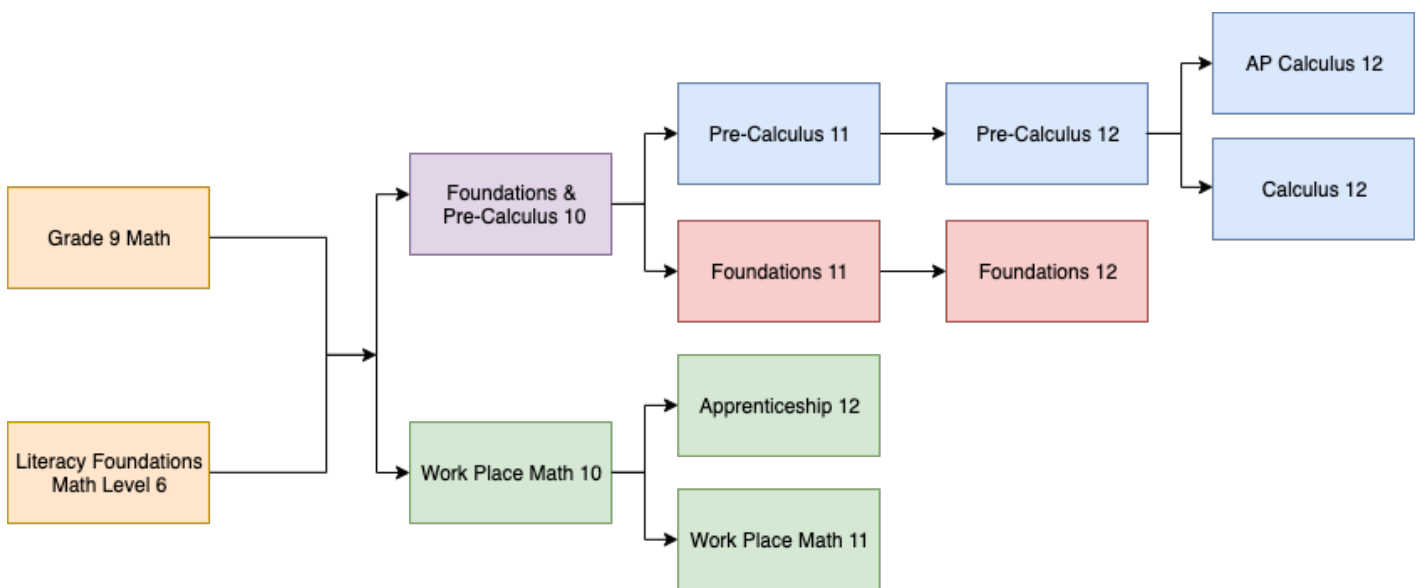 AP Calculus 12
Pre-Calculus 11
Pre-Calculus 12
Foundations &
Pre-Calculus 10
Calculus 12
Grade 9 Math
Foundations 11
Foundations 12
Apprenticeship 12
Literacy Foundations
Math Level 6
Work Place Math 10
Work Place Math 11